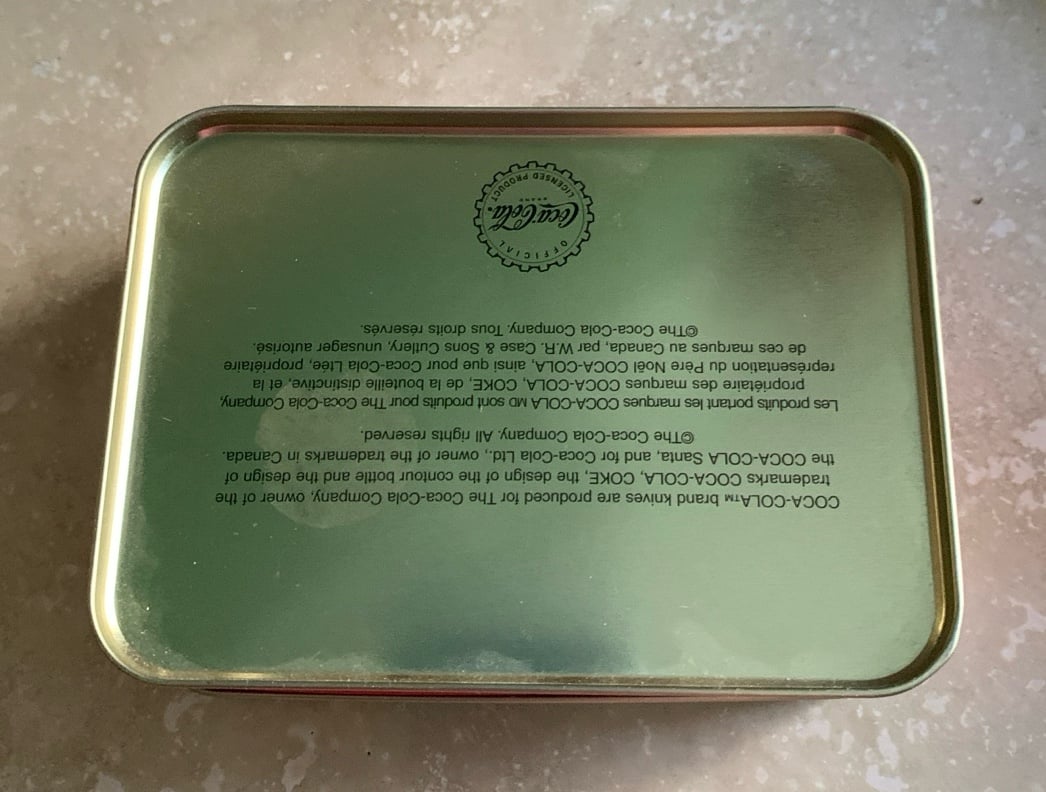 COCA-COLA™ brand knives are produced for The Coca-Cola Company, owner of the
trademarks COCA-COLA, COKE, the design of the contour bottle and the design of
the COCA-COLA Santa, and for Coca-Cola Ltd., owner of the trademarks in Canada.
©The Coca-Cola Company. All rights reserved.
Les produits portant les marques COCA-COLA MD sont produits pour The Coca-Cola Company,
propriétaire des marques COCA-COLA, COKE, de la bouteille distinctive, et la
représentation du Père Noël COCA-COLA, ainsi que pour Coca-Cola Ltée, propriétaire
de ces marques au Canada, par W.R. Case & Sons Cutlery, unusager autorisé.
©The Coca-Cola Company. Tous droits réservés.
OFFICIAL
Coca-Cola.
BRAND
LICENSED PRODUCT